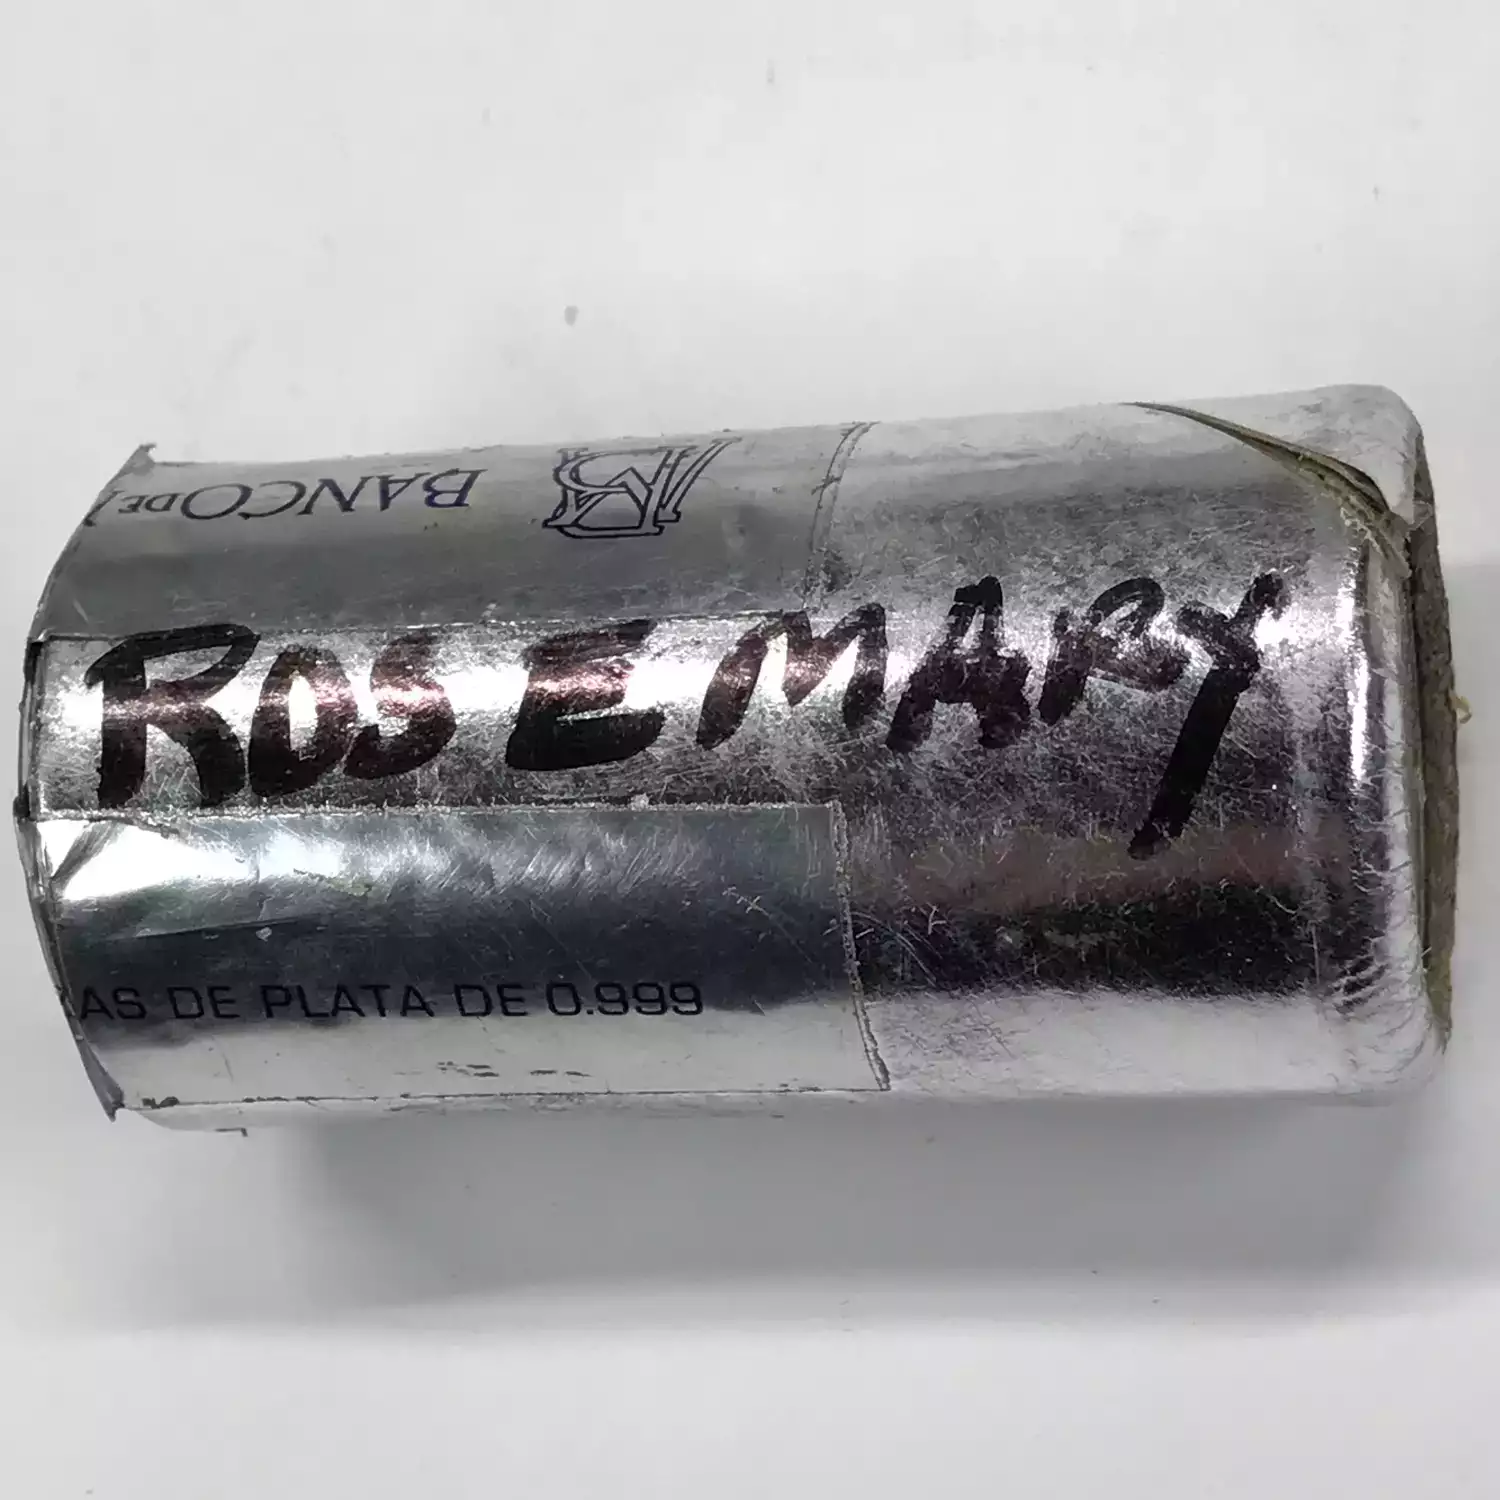 BANCO DE
ROSEMARY
AS DE PLATA DE 0.999